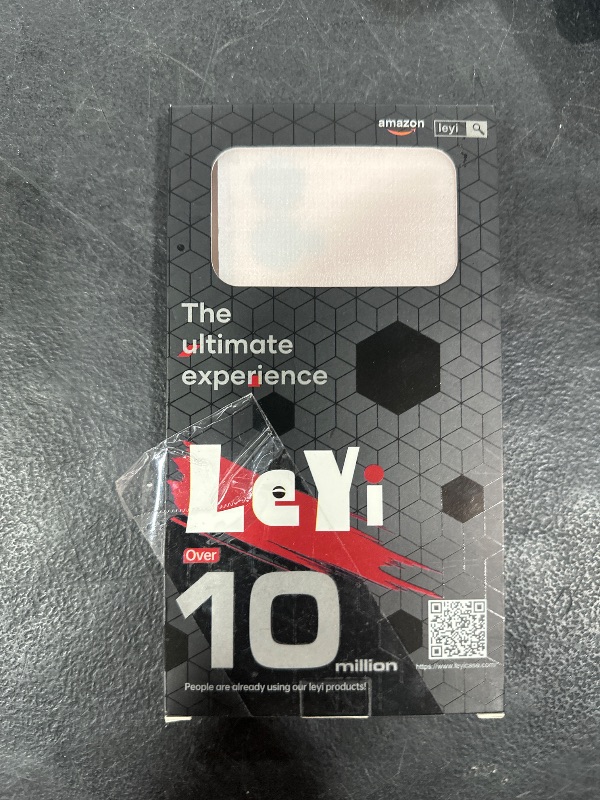 amazon
leyi
The
ultimate
experience
LeYi
Over
10
million
https://www.leyicase.com
People are already using our leyi products!